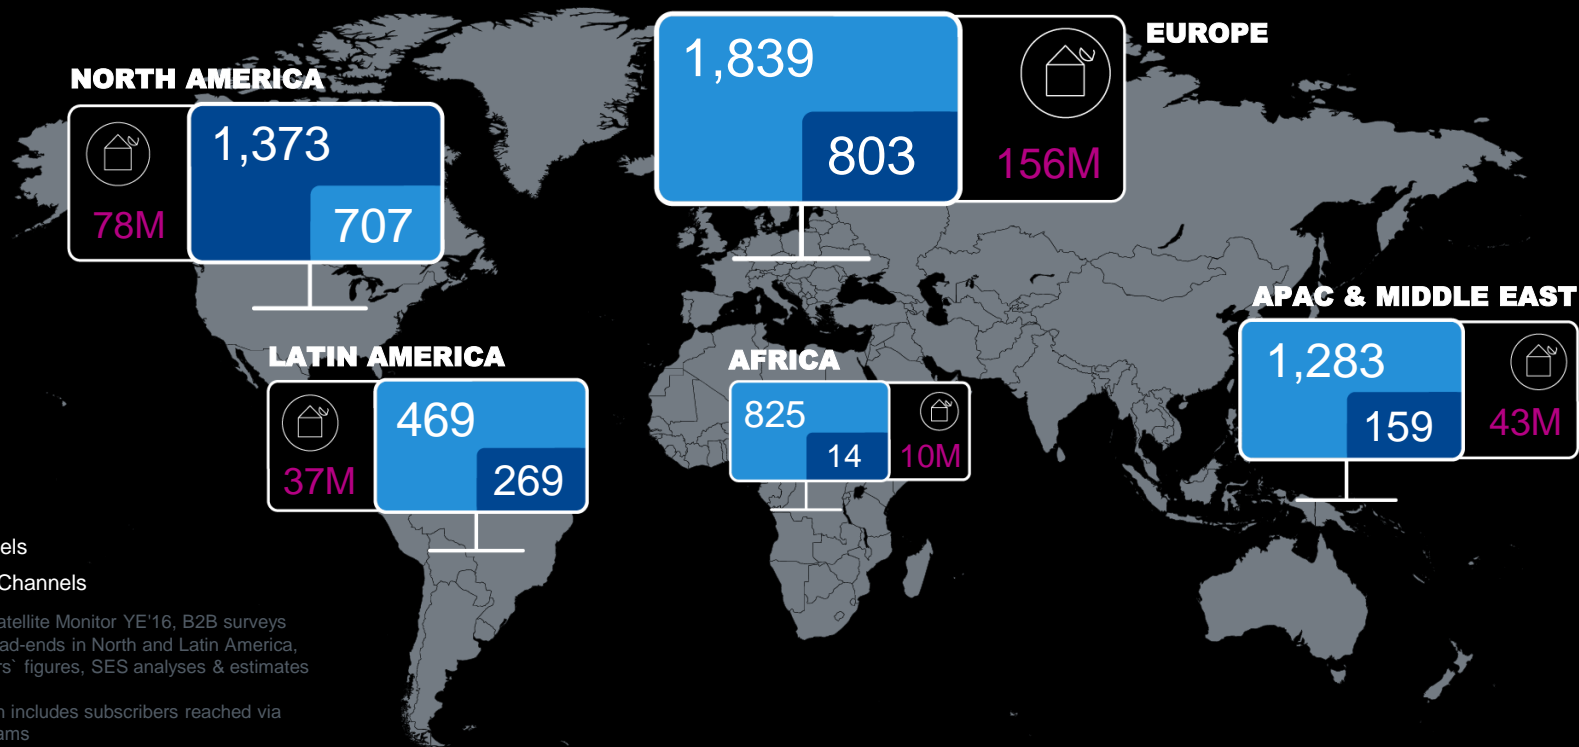 EUROPE
1,839
803
156M
NORTH AMERICA
1,373
707
78M
APAC & MIDDLE EAST
1,283
159
43M
LATIN AMERICA
469
269
37M
AFRICA
825
14
10M
els
Channels
atellite Monitor YE'16, B2B surveys
ad-ends in North and Latin America,
rs` figures, SES analyses & estimates
n includes subscribers reached via
ams